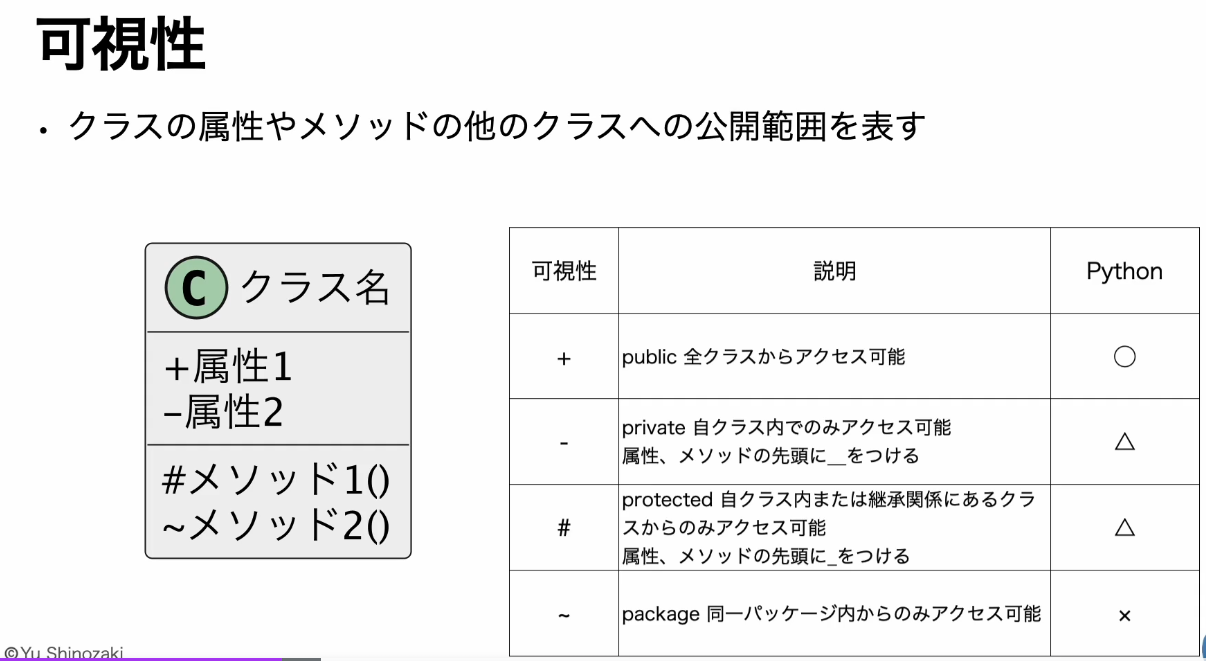 可視性
• クラスの属性やメソッドの他のクラスへの公開範囲を表す
C クラス名
+属性1
-属性2
#メソッド1()
~メソッド2()
可視性 説明 Python
+ public 全クラスからアクセス可能 ○
- private 自クラス内でのみアクセス可能 △
属性、メソッドの先頭に__をつける
# protected 自クラス内または継承関係にあるクラ △
スからのみアクセス可能
属性、メソッドの先頭に_をつける
~ package 同一パッケージ内からのみアクセス可能 ×
©Yu Shinozaki